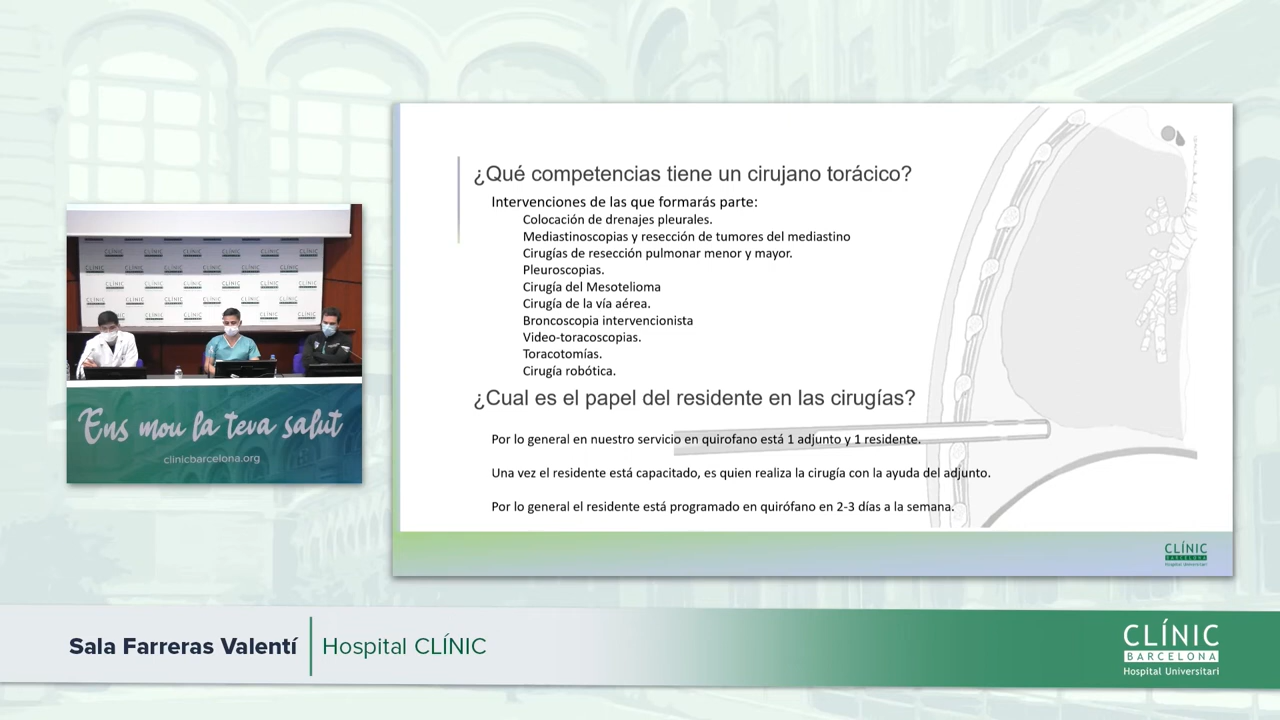 ¿Qué competencias tiene un cirujano torácico?
Intervenciones de las que formarás parte:
Colocación de drenajes pleurales.
Mediastinoscopias y resección de tumores del mediastino
Cirugías de resección pulmonar menor y mayor.
Pleuroscopias.
Cirugía del Mesotelioma
Cirugía de la vía aérea.
Broncoscopia intervencionista
Video-toracoscopias.
Toracotomías.
Cirugía robótica.
¿Cual es el papel del residente en las cirugías?
Por lo general en nuestro servicio en quirofano está 1 adjunto y 1 residente.
Una vez el residente está capacitado, es quien realiza la cirugía con la ayuda del adjunto.
Por lo general el residente está programado en quirófano en 2-3 días a la semana.
CLÍNIC
BARCELONA
Hospital Universitari
Ens mou la teva salut
clinicbarcelona.org
Sala Farreras Valentí
Hospital CLÍNIC
CLÍNIC
BARCELONA
Hospital Universitari